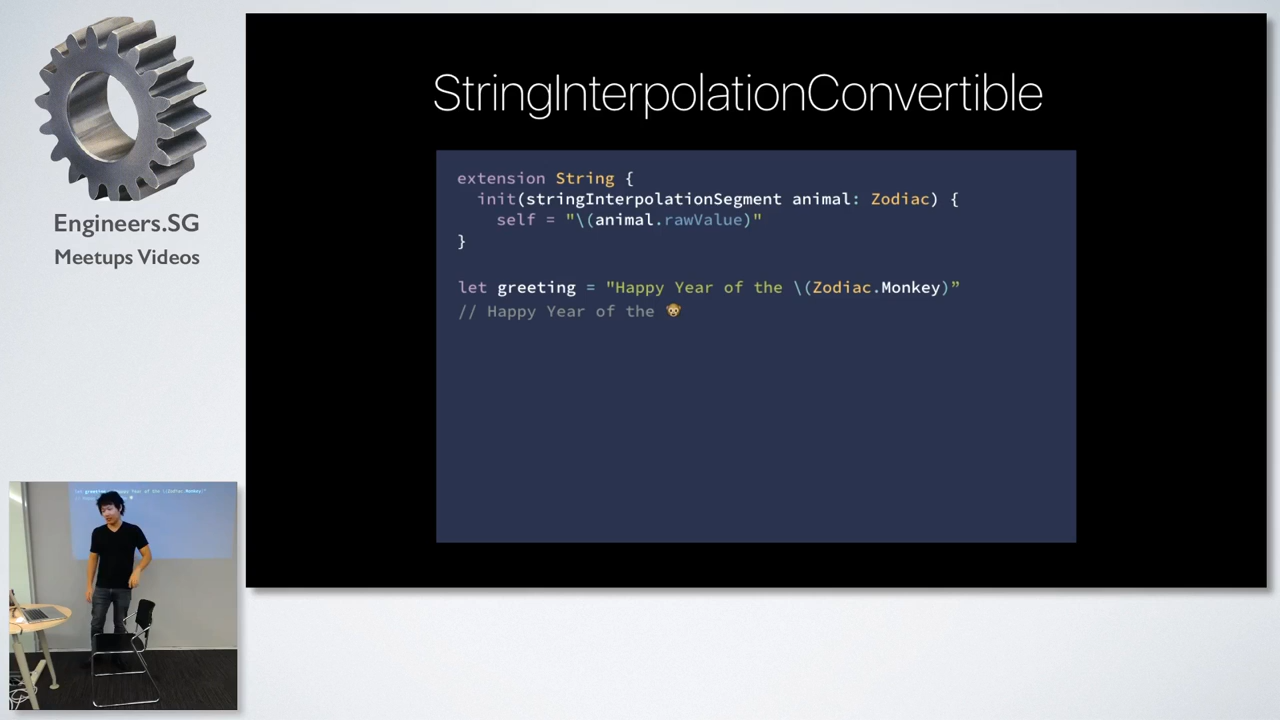 Engineers.SG
Meetups Videos
StringInterpolationConvertible
extension String {
init(stringInterpolationSegment animal: Zodiac) {
self = "\(animal.rawValue)"
}
let greeting = "Happy Year of the \(Zodiac.Monkey)”
// Happy Year of the 🐵